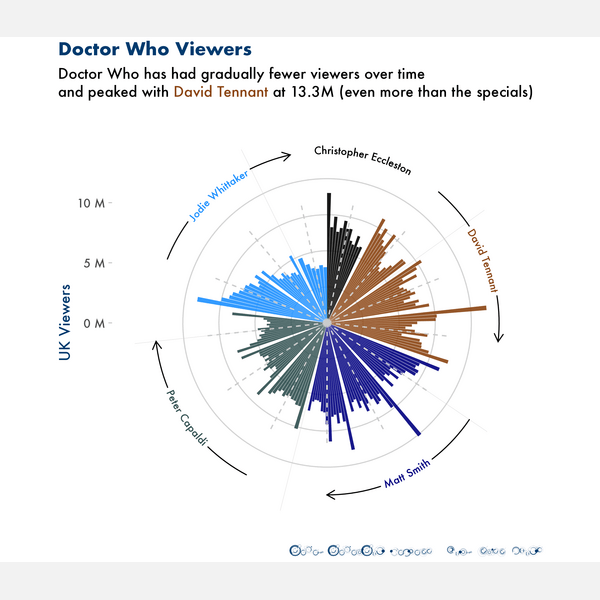 Doctor Who Viewers
Doctor Who has had gradually fewer viewers over time
and peaked with David Tennant at 13.3M (even more than the specials)
Christopher Eccleston
Jodie Whittaker
David Tennant
10 M
5 M
0 M
UK Viewers
Peter Capaldi
Matt Smith